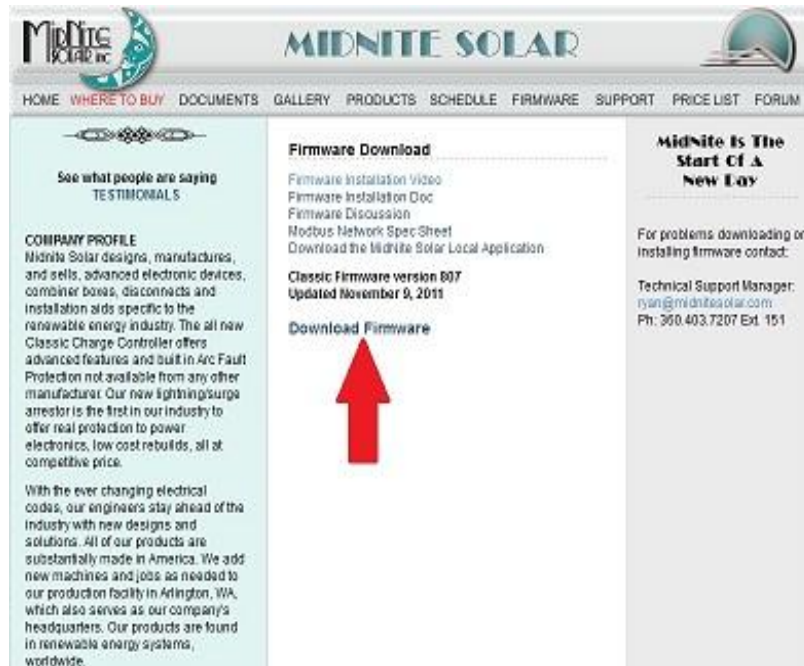 MIDNITE
SOLAR INC
MIDNITE SOLAR
HOME WHERE TO BUY DOCUMENTS GALLERY PRODUCTS SCHEDULE FIRMWARE SUPPORT PRICE LIST FORUM
See what people are saying
TESTIMONIALS
COMPANY PROFILE
Midnite Solar designs, manufactures,
and sells, advanced electronic devices,
combiner boxes, disconnects and
installation aids specific to the
renewable energy industry. The all new
Classic Charge Controller offers
advanced features and built in Arc Fault
Protection not available from any other
manufacturer. Our new lightning/surge
arrestor is the first in our industry to
offer real protection to power
electronics, low cost rebuilds, all at
competitive price.
With the ever changing electrical
codes, our engineers stay ahead of the
industry with new designs and
solutions. All of our products are
substantially made in America. We add
new machines and jobs as needed to
our production facility in Arlington, WA,
which also serves as our company's
headquarters. Our products are found
in renewable energy systems,
worldwide.
Firmware Download
Firmware Installation Video
Firmware Installation Doc
Firmware Discussion
Modbus Network Spec Sheet
Download the MidNite Solar Local Application
Classic Firmware version 807
Updated November 9, 2011
Download Firmware
MidNite Is The
Start Of A
New Day
For problems downloading or
installing firmware contact:
Technical Support Manager:
ryan@midnitesolar.com
Ph: 360.403.7207 Ext. 151